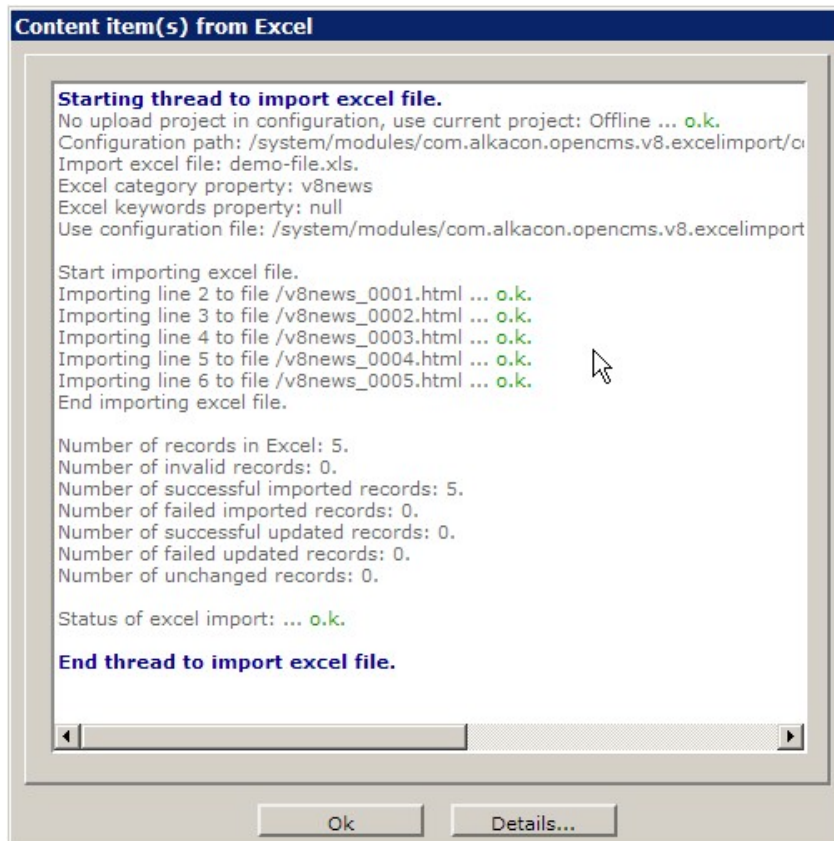 Content item(s) from Excel
Starting thread to import excel file.
No upload project in configuration, use current project: Offline ... o.k.
Configuration path: /system/modules/com.alkacon.opencms.v8.excelimport/c
Import excel file: demo-file.xls.
Excel category property: v8news
Excel keywords property: null
Use configuration file: /system/modules/com.alkacon.opencms.v8.excelimport
Start importing excel file.
Importing line 2 to file /v8news_0001.html ... o.k.
Importing line 3 to file /v8news_0002.html ... o.k.
Importing line 4 to file /v8news_0003.html ... o.k.
Importing line 5 to file /v8news_0004.html ... o.k.
Importing line 6 to file /v8news_0005.html ... o.k.
End importing excel file.
Number of records in Excel: 5.
Number of invalid records: 0.
Number of successful imported records: 5.
Number of failed imported records: 0.
Number of successful updated records: 0.
Number of failed updated records: 0.
Number of unchanged records: 0.
Status of excel import: ... o.k.
End thread to import excel file.
Ok
Details...